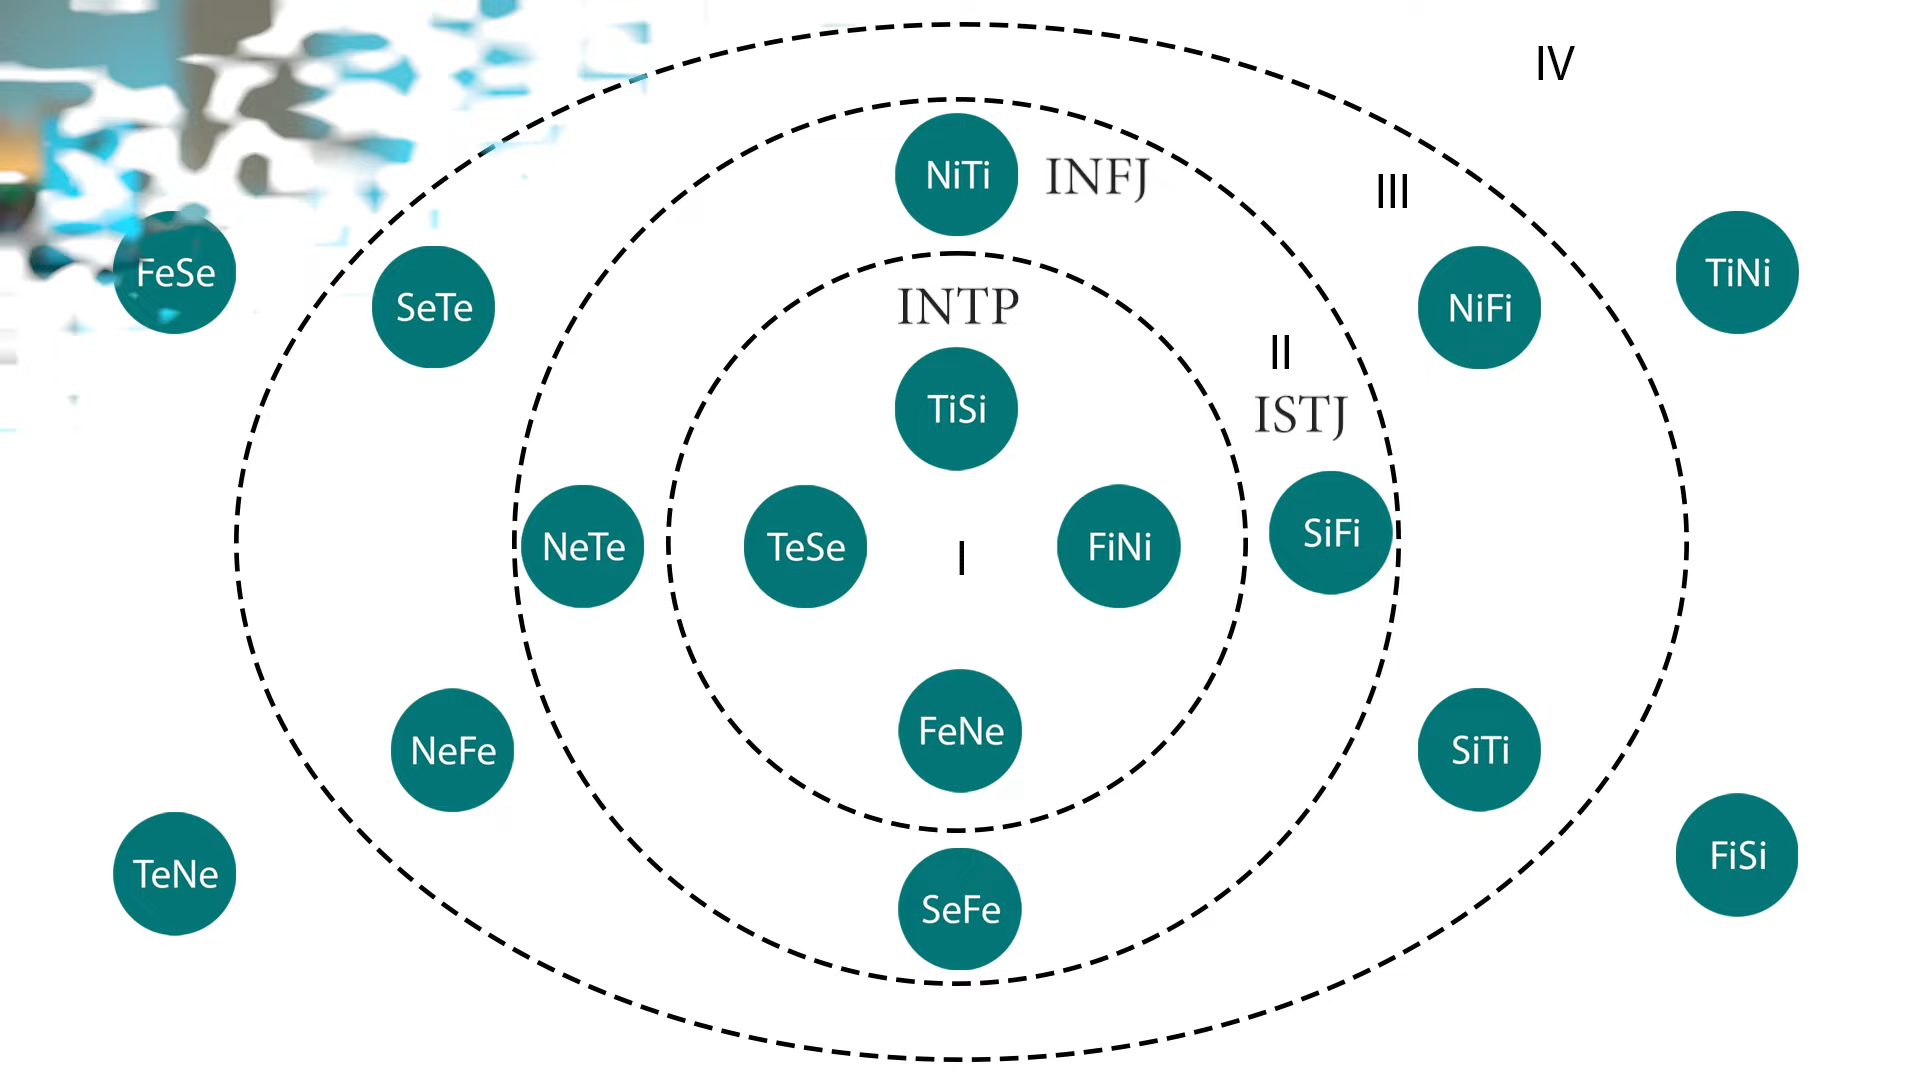 IV
NiTi INFJ
III
FeSe
SeTe
NiFi
TiNi
INTP
II
TiSi
ISTJ
NeTe
TeSe
I
FiNi
SiFi
FeNe
NeFe
SiTi
TeNe
SeFe
FiSi